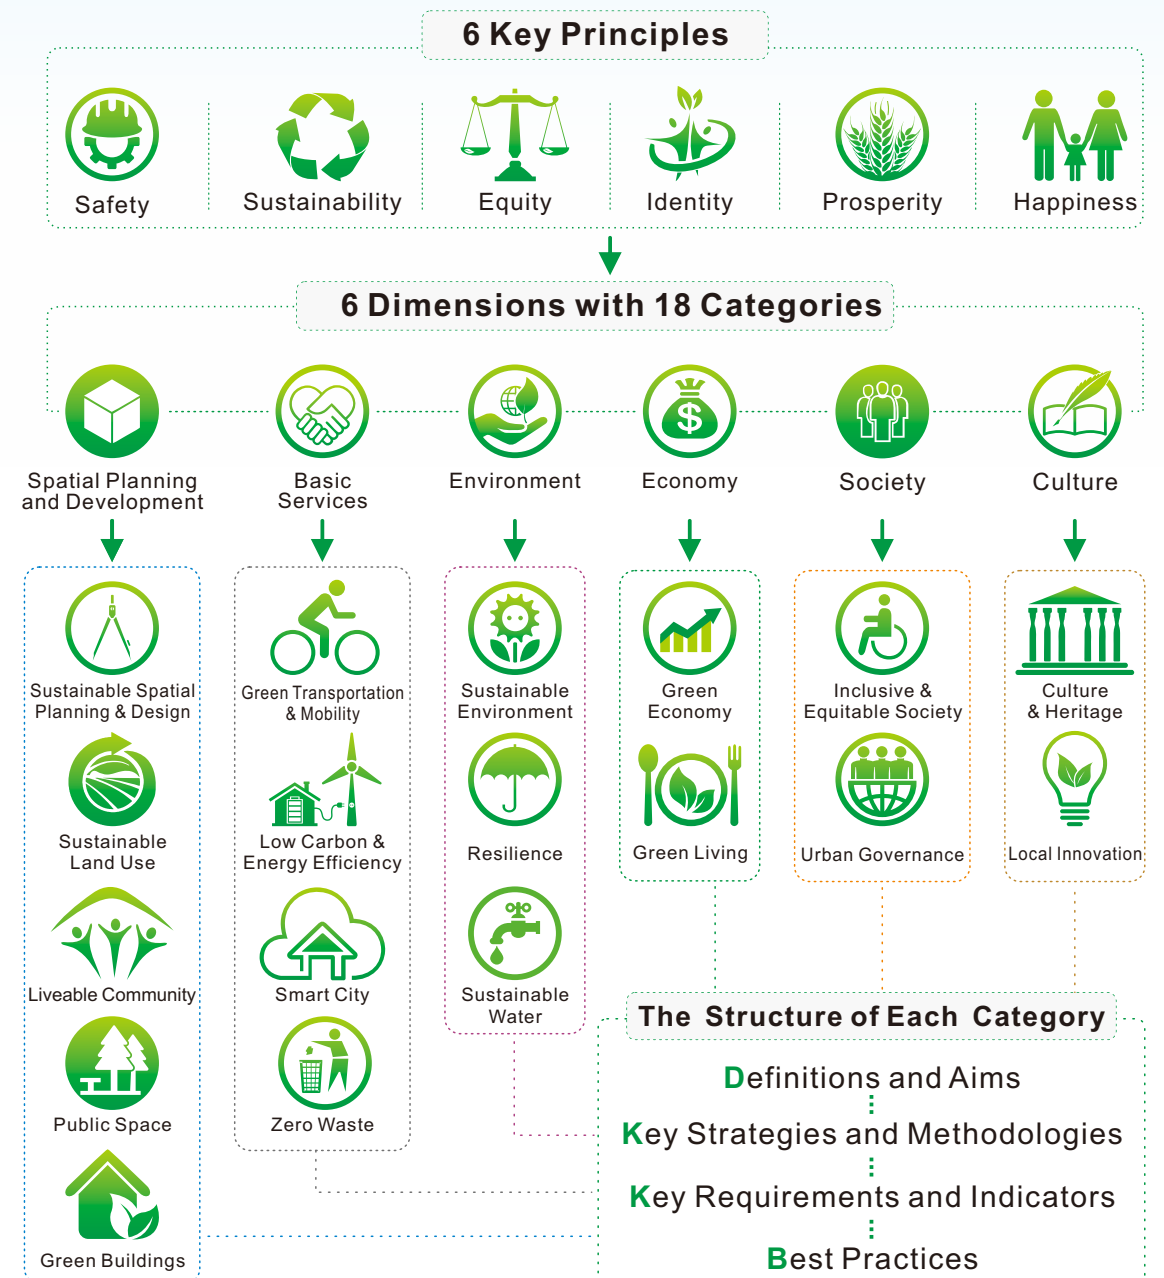 6 Key Principles
Safety
Sustainability
Equity
Identity
Prosperity
Happiness
6 Dimensions with 18 Categories
Spatial Planning
and Development
Basic
Services
Environment
Economy
$
Society
Culture
Sustainable Spatial
Planning & Design
Sustainable
Land Use
Liveable Community
Public Space
Green Buildings
Green Transportation
& Mobility
Low Carbon &
Energy Efficiency
Smart City
Zero Waste
Sustainable
Environment
Resilience
Sustainable
Water
Green
Economy
Green Living
Inclusive &
Equitable Society
Urban Governance
Culture
& Heritage
Local Innovation
The Structure of Each Category
Definitions and Aims
Key Strategies and Methodologies
Key Requirements and Indicators
Best Practices